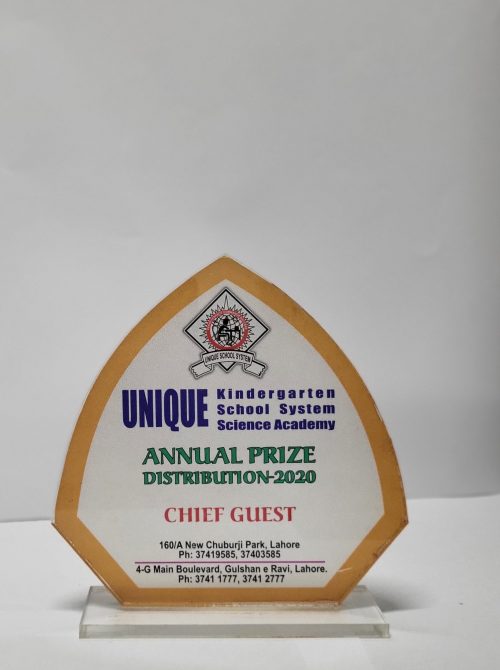 UNIQUE SCHOOL SYSTEM
UNIQUE
Kindergarten
School System
Science Academy
ANNUAL PRIZE
DISTRIBUTION-2020
CHIEF GUEST
160/A New Chuburji Park, Lahore
Ph: 37419585, 37403585
4-G Main Boulevard, Gulshan e Ravi, Lahore.
Ph: 3741 1777, 3741 2777